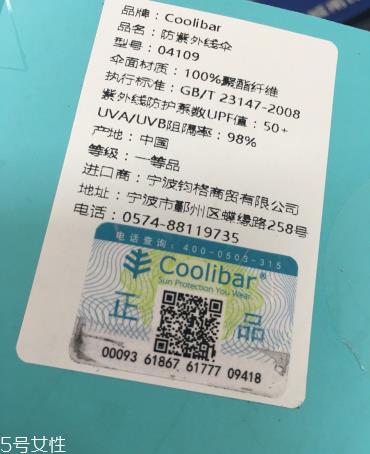 品牌：Coolibar
品名：防紫外线伞
型号：04109
伞面材质：100%聚酯纤维
执行标准：GB/T 23147-2008
紫外线防护系数UPF值：50+
UVA/UVB阻隔率：98%
产地：中国
等级：一等品
进口商：宁波钧格商贸有限公司
地址：宁波市鄞州区蝶缘路258号
电话：0574-88119735
电话查询：400-0503-315
Coolibar®
Sun Protection You Wear
正品
00093 61867 61777 09418
5号女性